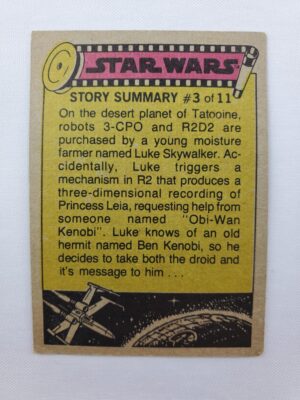 STAR WARS
STORY SUMMARY #3 of 11
On the desert planet of Tatooine,
robots 3-CPO and R2D2 are
purchased by a young moisture
farmer named Luke Skywalker. Ac-
cidentally, Luke triggers a
mechanism in R2 that produces a
three-dimensional recording of
Princess Leia, requesting help from
someone named "Obi-Wan
Kenobi". Luke knows of an old
hermit named Ben Kenobi, so he
decides to take both the droid and
it's message to him . . .